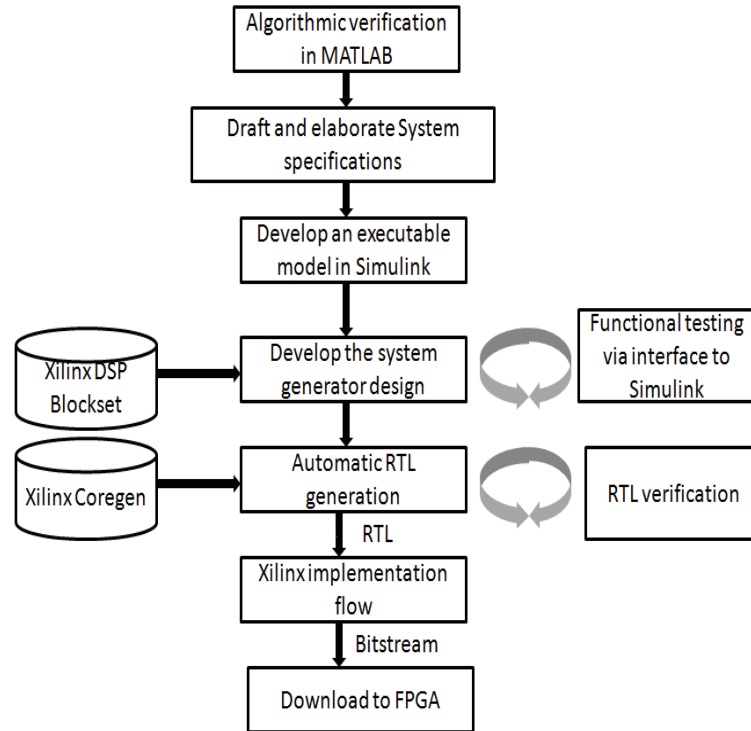 Algorithmic verification
in MATLAB
Draft and elaborate System
specifications
Develop an executable
model in Simulink
Xilinx DSP
Blockset
Develop the system
generator design
Functional testing
via interface to
Simulink
Xilinx Coregen
Automatic RTL
generation
RTL verification
RTL
Xilinx implementation
flow
Bitstream
Download to FPGA